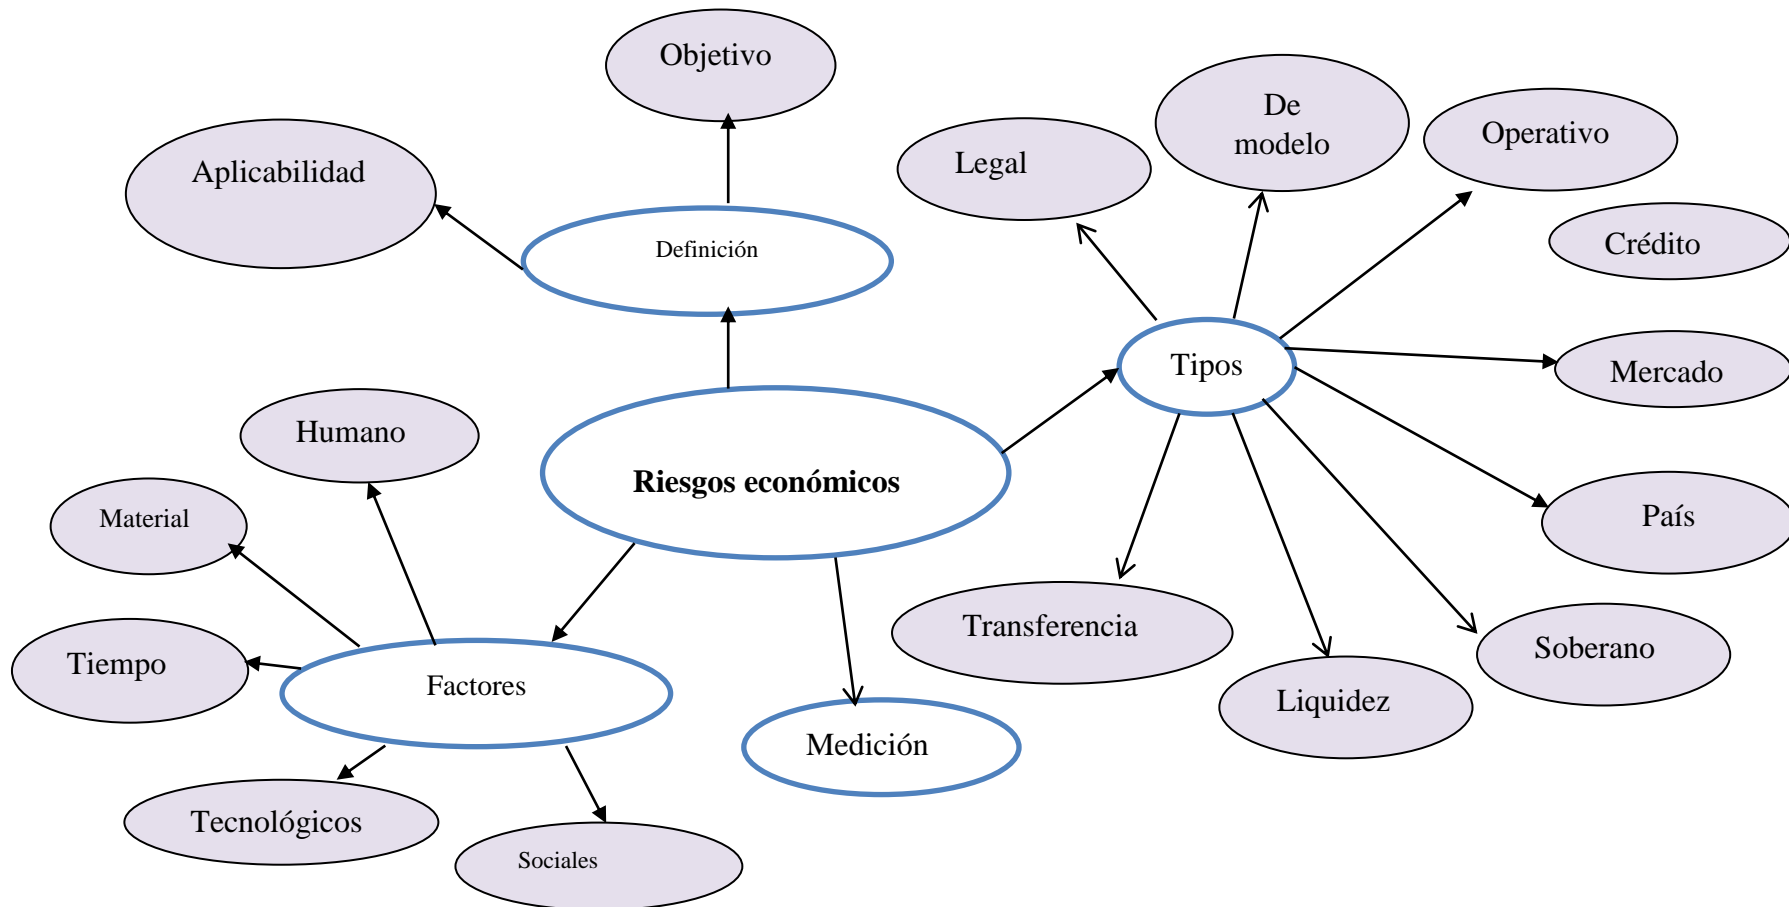 Objetivo
De
modelo
Operativo
Legal
Aplicabilidad
Crédito
Definición
Tipos
Mercado
Humano
Riesgos económicos
Material
País
Transferencia
Soberano
Tiempo
Factores
Liquidez
Medición
Tecnológicos
Sociales